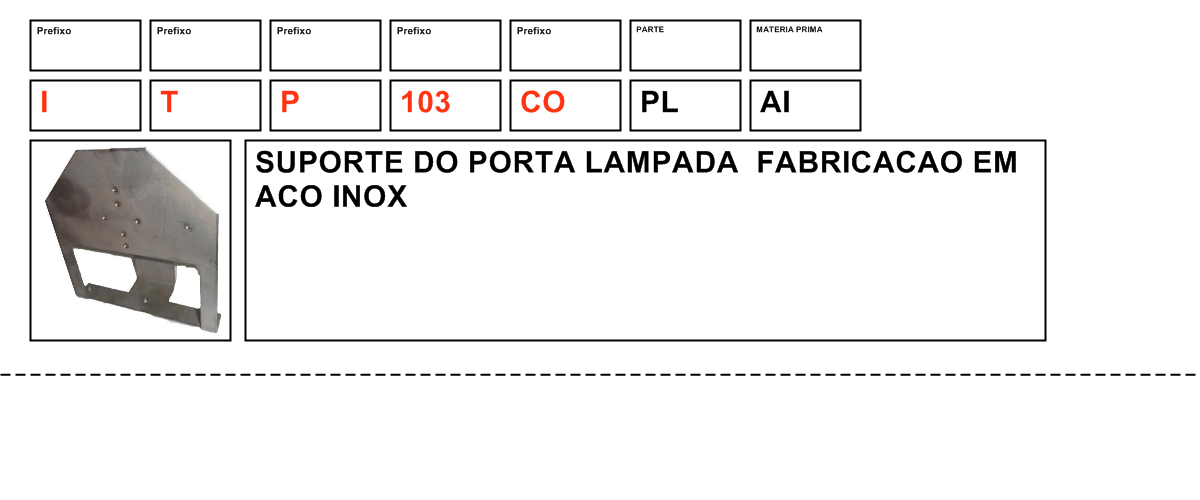 Prefixo Prefixo Prefixo Prefixo Prefixo PARTE MATERIA PRIMA
I T P 103 CO PL AI
SUPORTE DO PORTA LAMPADA FABRICACAO EM
ACO INOX